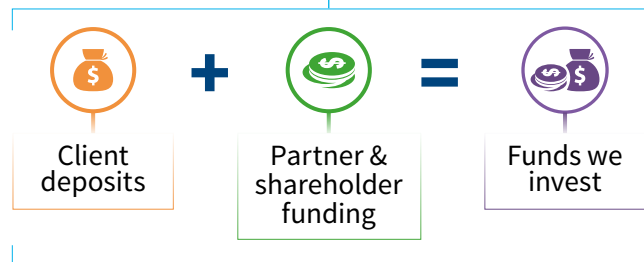 $
+
$
=
$
$
Client
deposits
Partner &
shareholder
funding
Funds we
invest